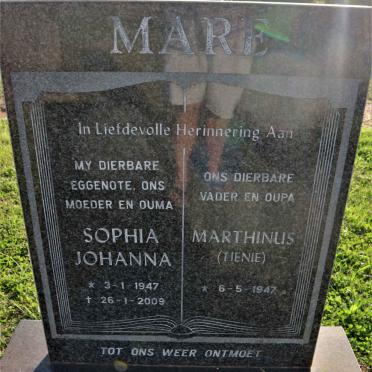 MARE
In Liefdevolle Herinnering Aan
MY DIERBARE
EGGENOTE, ONS
MOEDER EN OUMA
SOPHIA
JOHANNA
* 3-1-1947
† 26-1-2009
ONS DIERBARE
VADER EN OUPA
MARTHINUS
(TIENIE)
* 6-5-1947
TOT ONS WEER ONTMOET